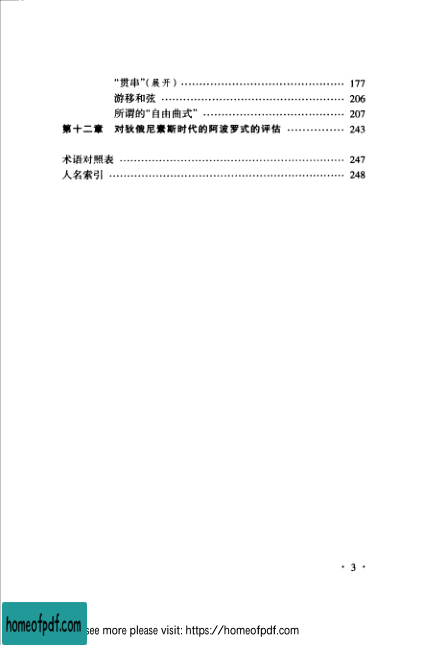 “贯串”(展开) ………………………………………… 177
游移和弦 ……………………………………………… 206
所谓的“自由曲式” …………………………………… 207
第十二章 对狄俄尼索斯时代的阿波罗式的评估 …………… 243
术语对照表 …………………………………………………… 247
人名索引 ……………………………………………………… 248
· 3 ·
homeofpdf.com see more please visit: https://homeofpdf.com